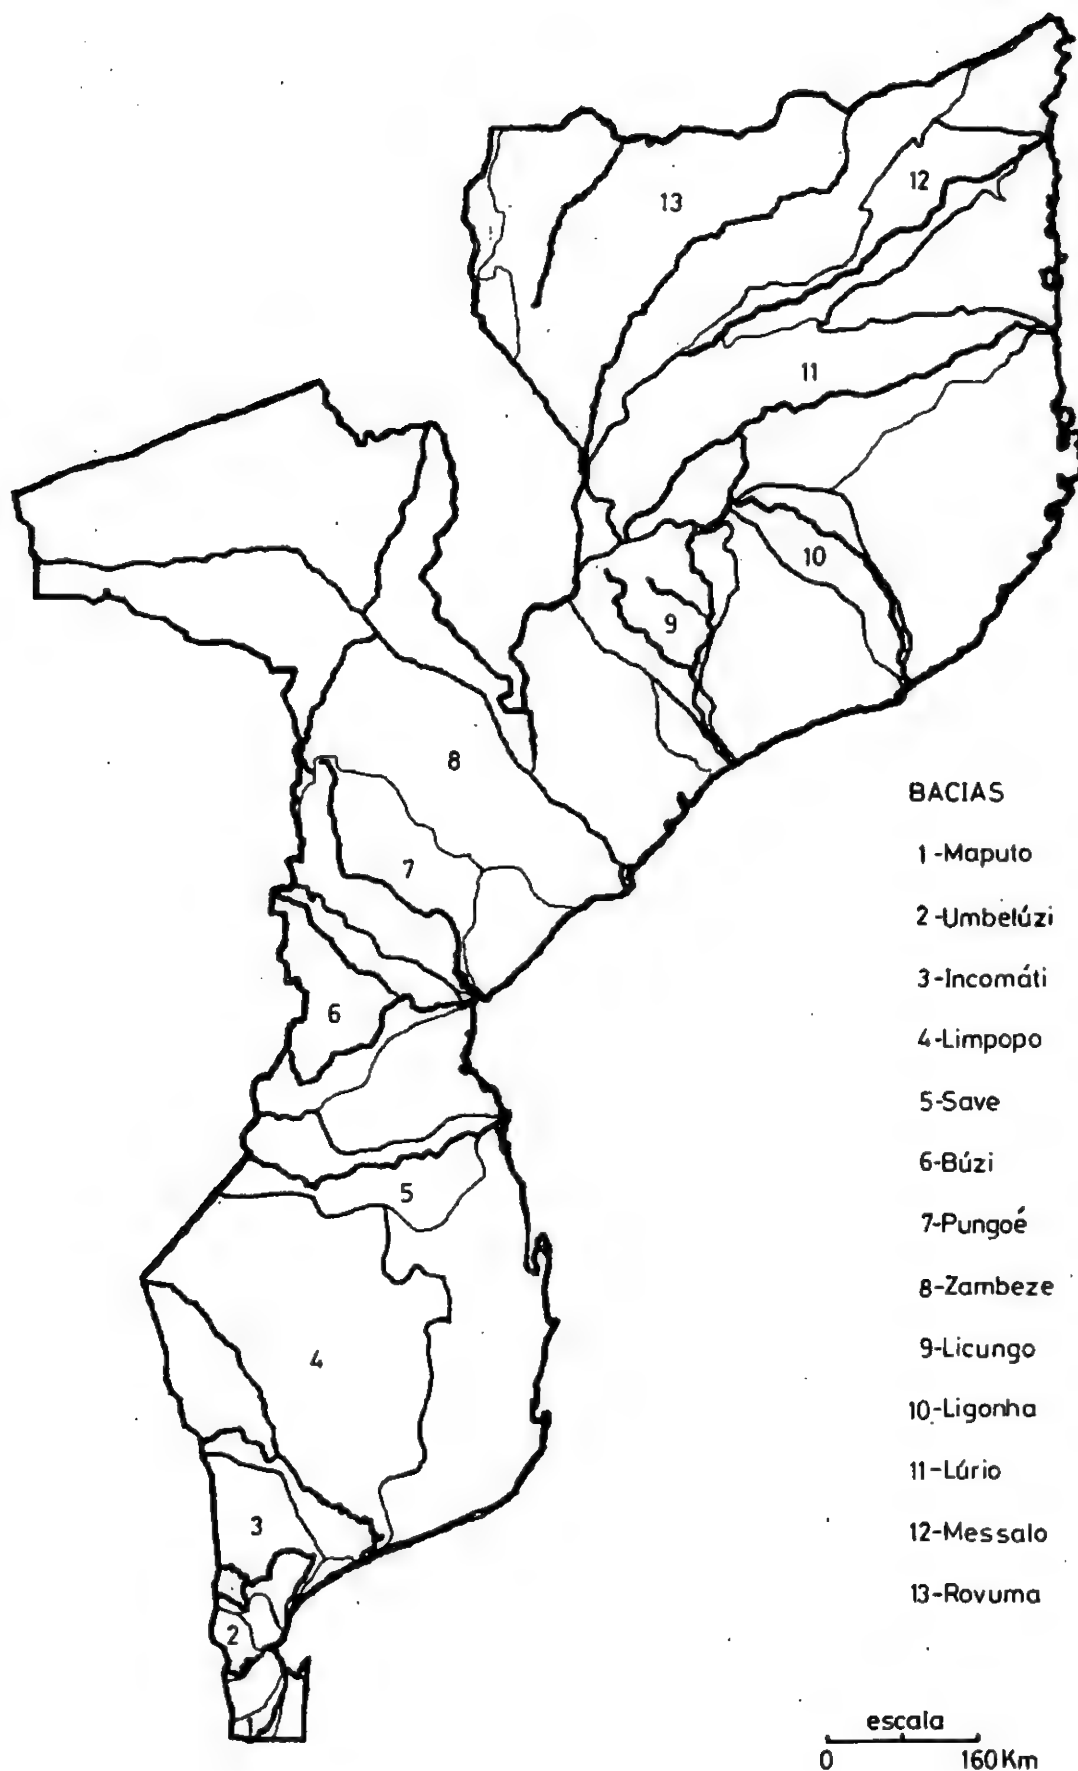 13
12
11
10
9
8
7
6
5
4
3
2
1
BACIAS
1-Maputo
2-Umbelúzi
3-Incomáti
4-Limpopo
5-Save
6-Búzi
7-Pungoé
8-Zambeze
9-Licungo
10-Ligonha
11-Lúrio
12-Messalo
13-Rovuma
escala
0 160Km